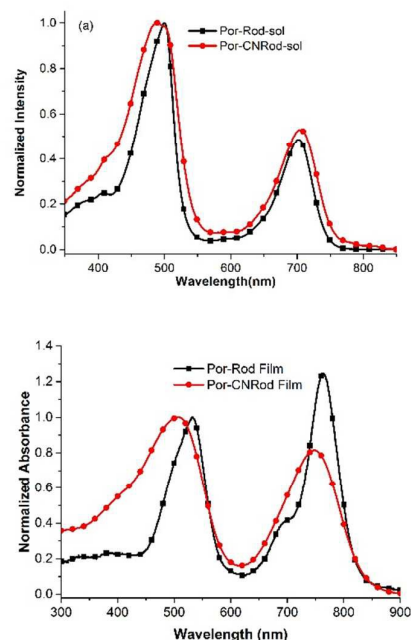 (a)
Por-Rod-sol
Por-CNRod-sol
Normalized Intensity
1.0
0.8
0.6
0.4
0.2
0.0
400 500 600 700 800
Wavelength(nm)
Por-Rod Film
Por-CNRod Film
Normalized Absorbance
1.4
1.2
1.0
0.8
0.6
0.4
0.2
0.0
300 400 500 600 700 800 900
Wavelength (nm)